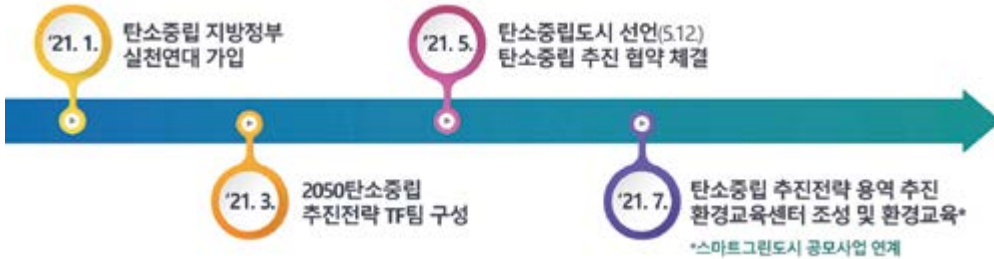 '21. 1.
탄소중립 지방정부
실천연대 가입
'21. 3.
2050탄소중립
추진전략 TF팀 구성
'21. 5.
탄소중립도시 선언(5.12.)
탄소중립 추진 협약 체결
'21. 7.
탄소중립 추진전략 용역 추진
환경교육센터 조성 및 환경교육*
*스마트그린도시 공모사업 연계